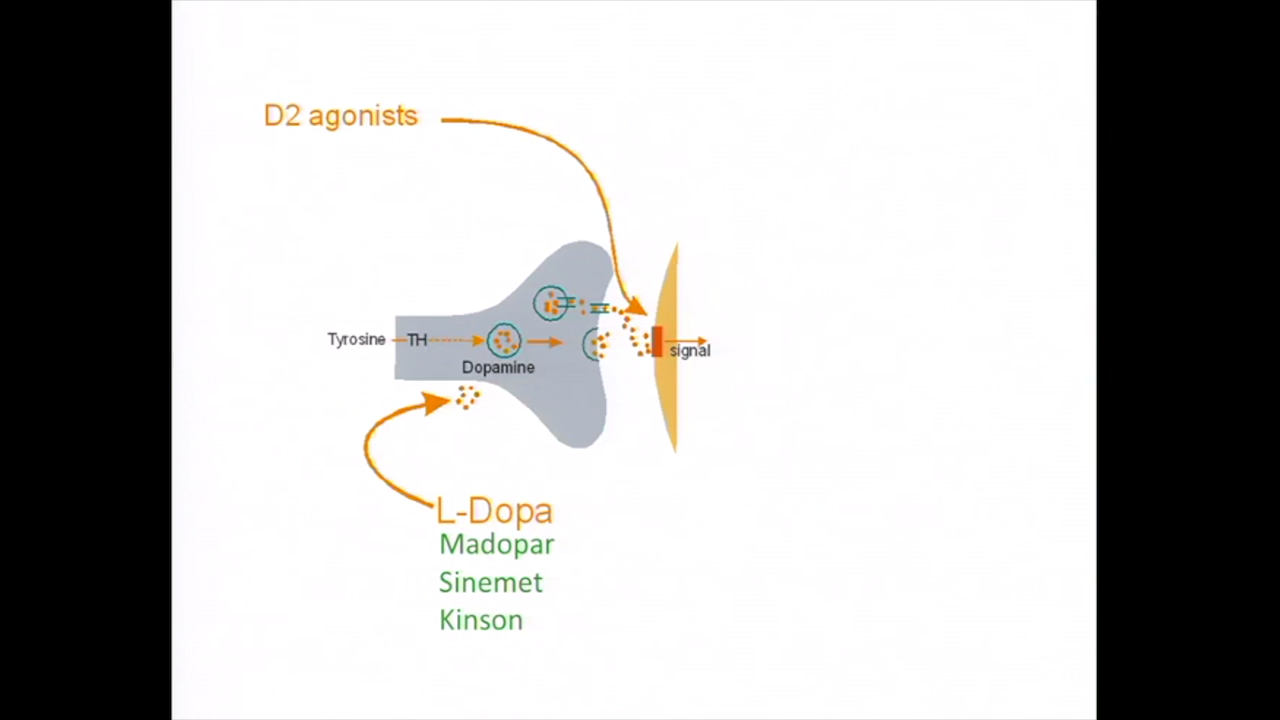 D2 agonists
Tyrosine
TH
signal
Dopamine
L-Dopa
Madopar
Sinemet
Kinson